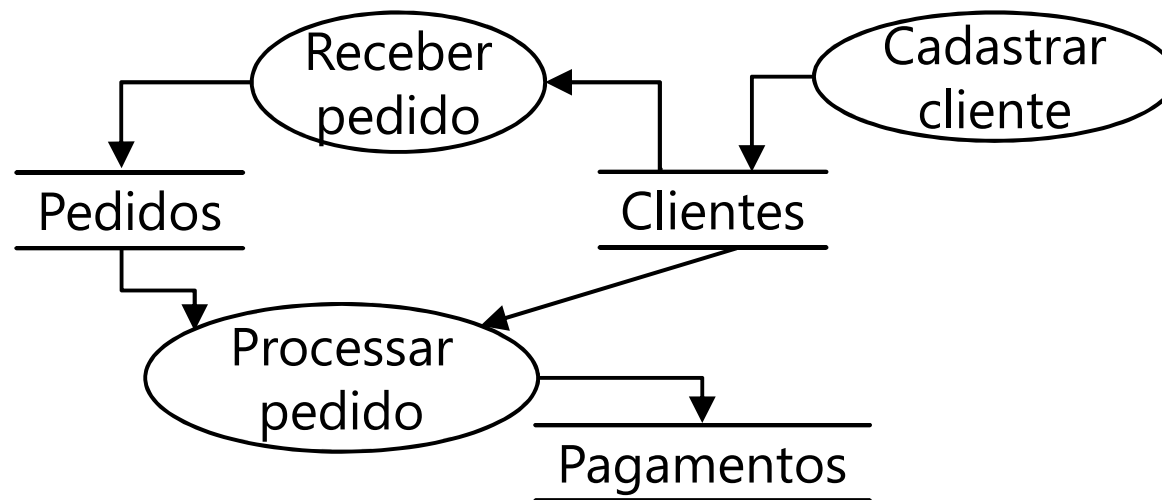 Receber
pedido
Cadastrar
cliente
Pedidos
Clientes
Processar
pedido
Pagamentos